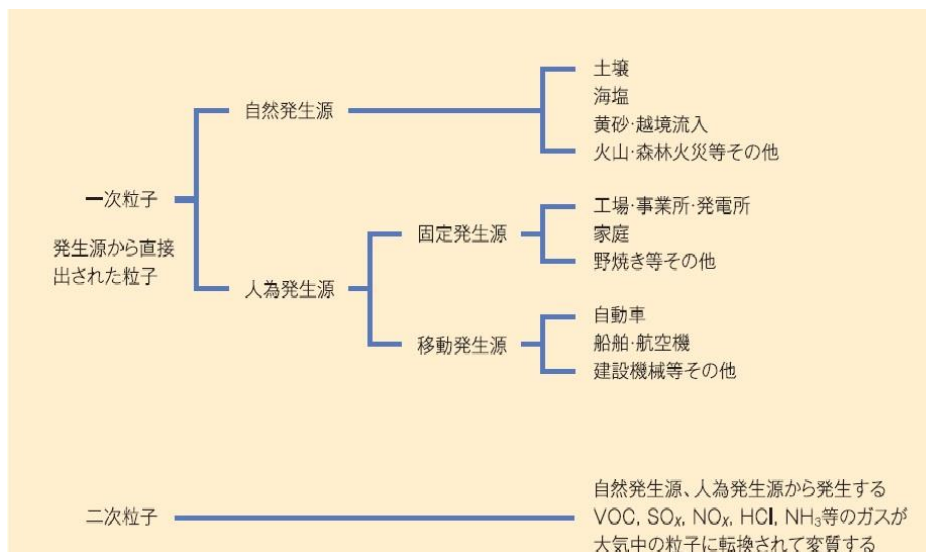 土壌
海塩
黄砂・越境流入
火山・森林火災等その他
自然発生源
一次粒子
発生源から直接
出された粒子
人為発生源
固定発生源
工場・事業所・発電所
家庭
野焼き等その他
移動発生源
自動車
船舶・航空機
建設機械等その他
二次粒子
自然発生源、人為発生源から発生する
VOC, SOx, NOx, HCl, NH₃等のガスが
大気中の粒子に転換されて変質する